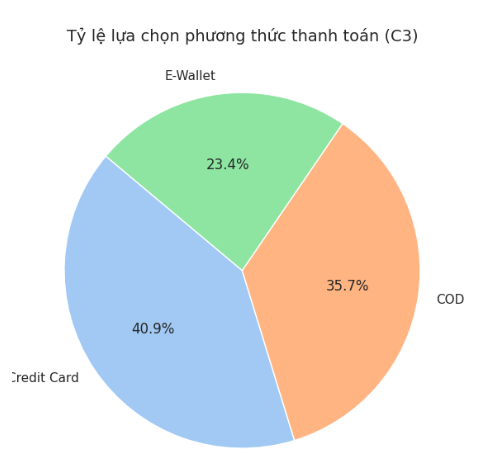 Tỷ lệ lựa chọn phương thức thanh toán (C3)
E-Wallet
23.4%
35.7%
COD
40.9%
Credit Card